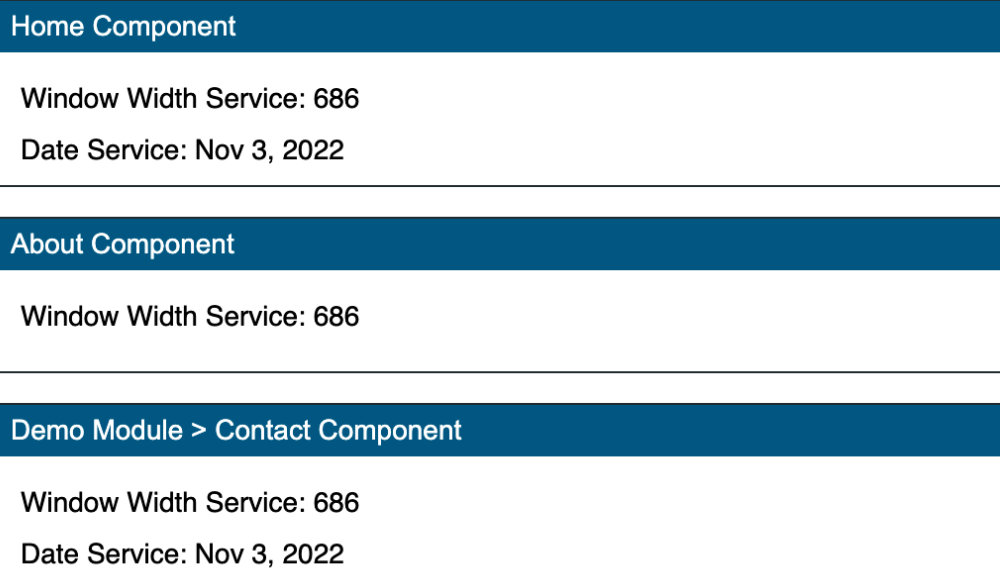 Home Component
Window Width Service: 686
Date Service: Nov 3, 2022
About Component
Window Width Service: 686
Demo Module > Contact Component
Window Width Service: 686
Date Service: Nov 3, 2022